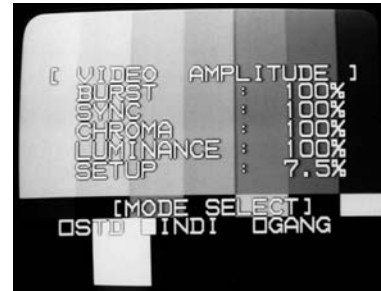 [ VIDEO AMPLITUDE ]
BURST : 100%
SYNC : 100%
CHROMA : 100%
LUMINANCE : 100%
SETUP : 7.5%
[MODE SELECT]
□STD ■INDI □GANG